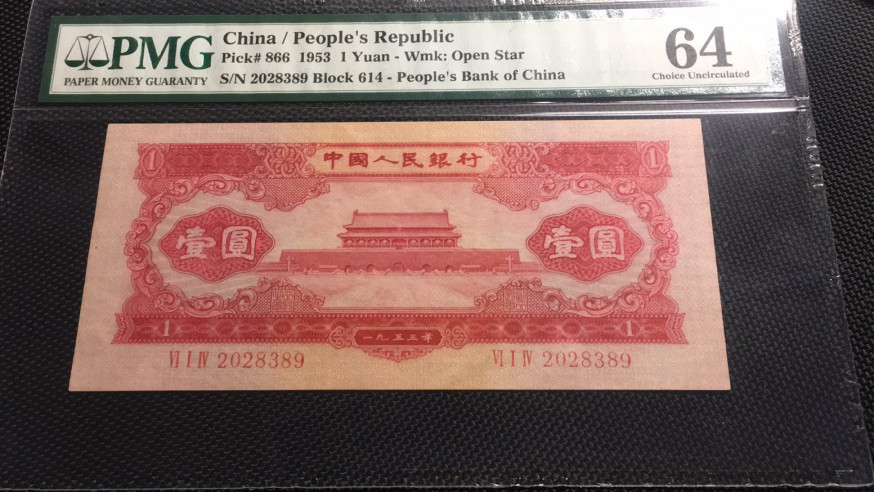 PMG
PAPER MONEY GUARANTY
China / People's Republic
Pick# 866 1953 1 Yuan - Wmk: Open Star
S/N 2028389 Block 614 - People's Bank of China
64
Choice Uncirculated
1 中國人民銀行 1
壹圓 壹圓
1 一九五三年 1
VI I IV 2028389 VI I IV 2028389